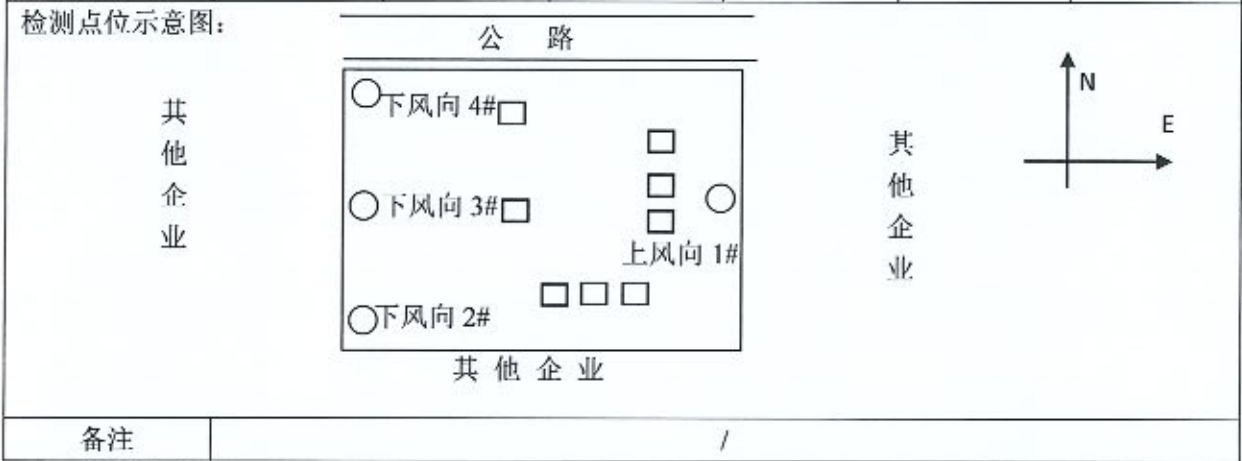 检测点位示意图：
公 路
N
E
其他企业
下风向 4#
下风向 3#
上风向 1#
下风向 2#
其他企业
其他企业
备注
/